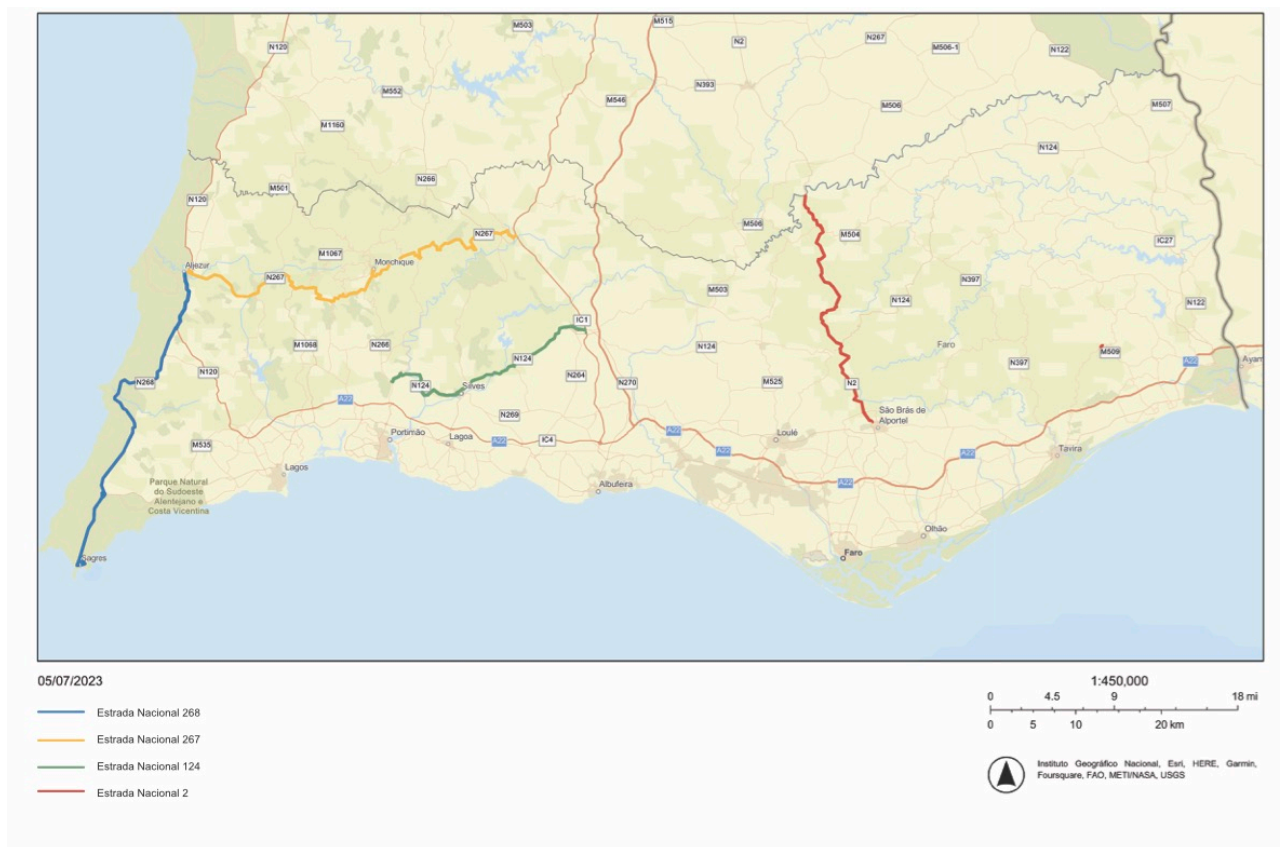 M503
M515
N120
N2
N267
M506-1
N122
M552
N393
M546
M506
M507
M1160
N124
N266
M501
N120
M506
M504
N267
IC27
M1067
Aljezur
Monchique
N267
N397
M503
N124
N122
IC1
M1068
N266
N124
Faro
M509
N124
A22
Ayam
N397
N120
N264
N268
N124
Silves
N270
M525
N2
A22
São Brás de
Alportel
N269
Portimão
Lagoa
A22
IC4
A22
Loulé
M535
A22
A22
Tavira
Lagos
Parque Natural
do Sudoeste
Alentejano e
Costa Vicentina
Albufeira
A22
Olhão
Sagres
Faro
05/07/2023
Estrada Nacional 268
Estrada Nacional 267
Estrada Nacional 124
Estrada Nacional 2
1:450,000
0 4.5 9 18 mi
0 5 10 20 km
Instituto Geográfico Nacional, Esri, HERE, Garmin,
Foursquare, FAO, METI/NASA, USGS